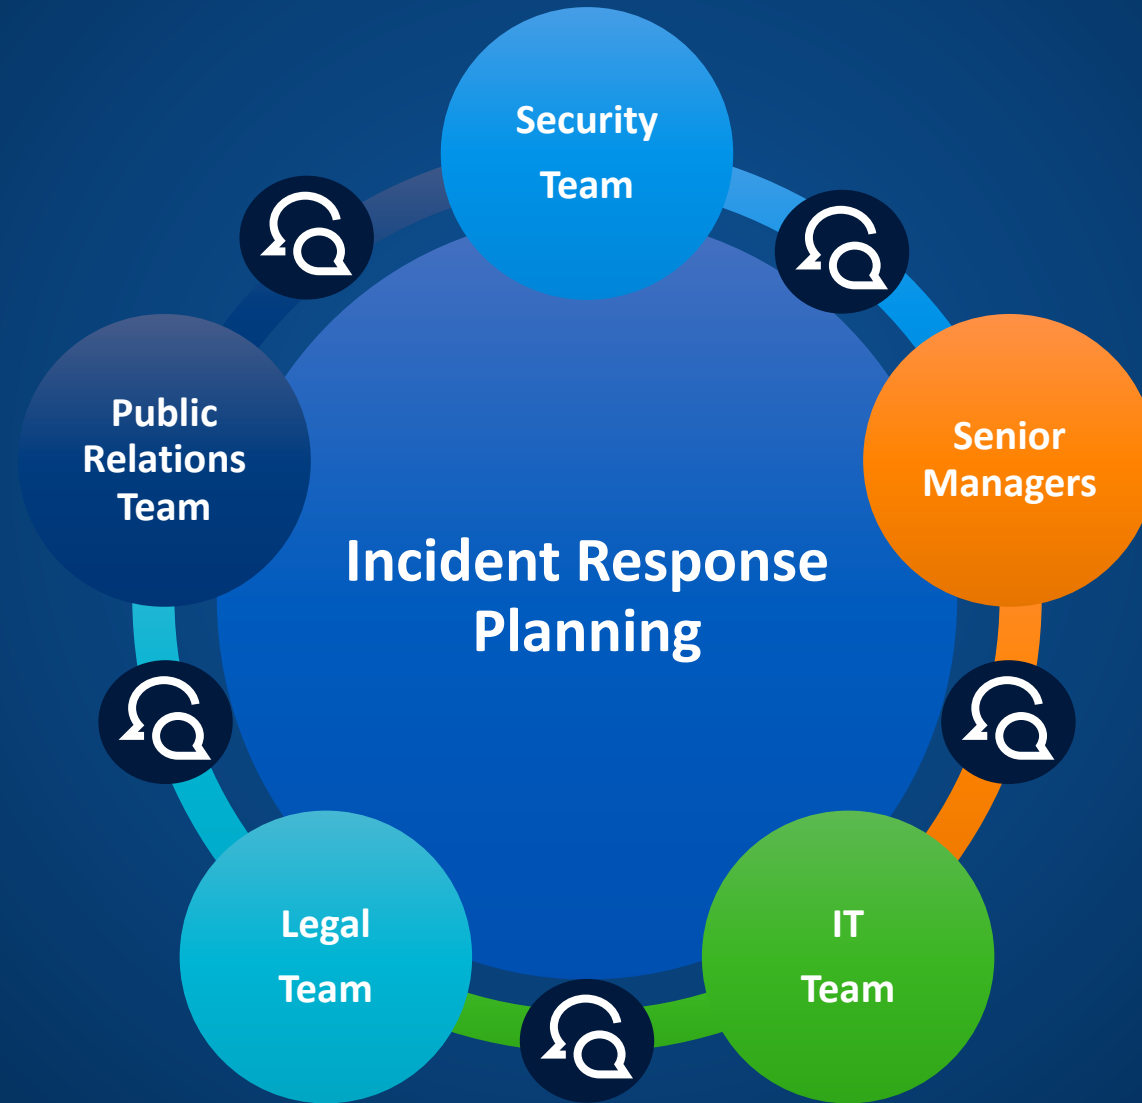 Security
Team
Public
Relations
Team
Senior
Managers
Incident Response
Planning
Legal
Team
IT
Team